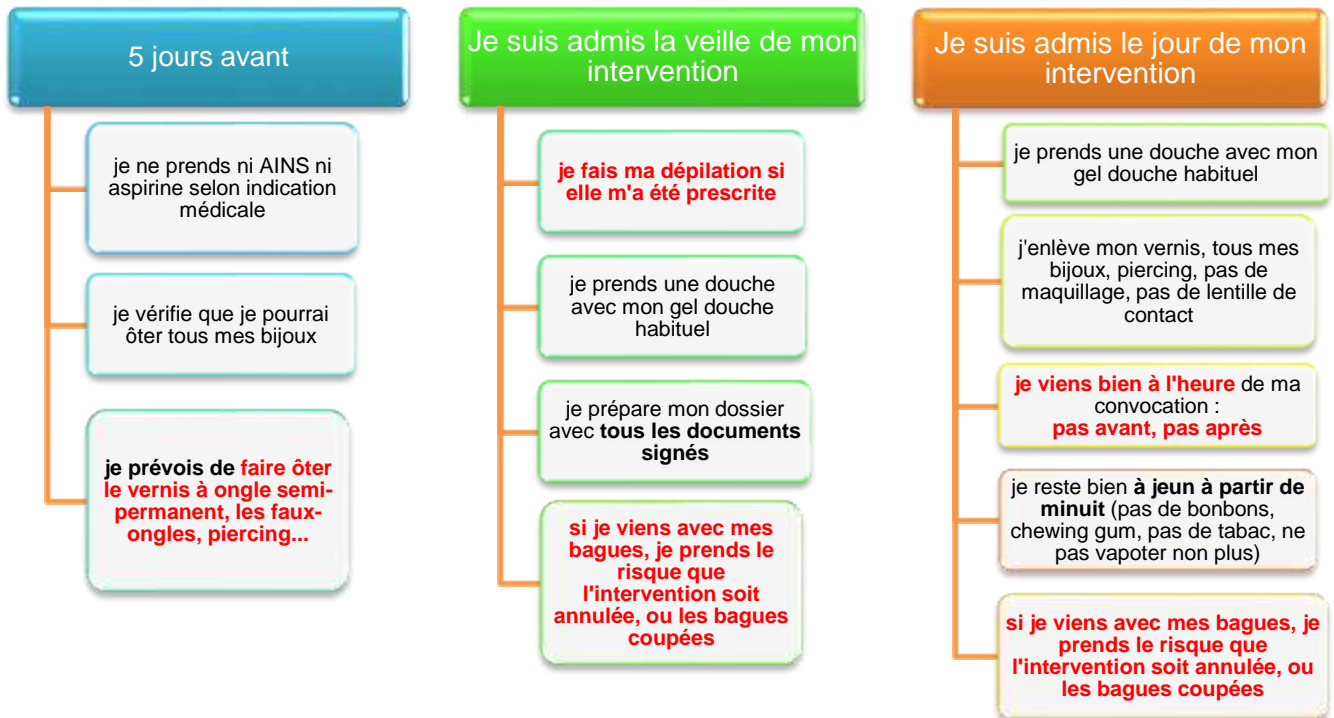 5 jours avant
je ne prends ni AINS ni
aspirine selon indication
médicale
je vérifie que je pourrai
ôter tous mes bijoux
je prévois de faire ôter
le vernis à ongle semi-
permanent, les faux-
ongles, piercing...
Je suis admis la veille de mon
intervention
je fais ma dépilation si
elle m'a été prescrite
je prends une douche
avec mon gel douche
habituel
je prépare mon dossier
avec tous les documents
signés
si je viens avec mes
bagues, je prends le
risque que
l'intervention soit
annulée, ou les bagues
coupées
Je suis admis le jour de mon
intervention
je prends une douche avec mon
gel douche habituel
j'enlève mon vernis, tous mes
bijoux, piercing, pas de
maquillage, pas de lentille de
contact
je viens bien à l'heure de ma
convocation :
pas avant, pas après
je reste bien à jeun à partir de
minuit (pas de bonbons,
chewing gum, pas de tabac, ne
pas vapoter non plus)
si je viens avec mes bagues, je
prends le risque que
l'intervention soit annulée, ou
les bagues coupées